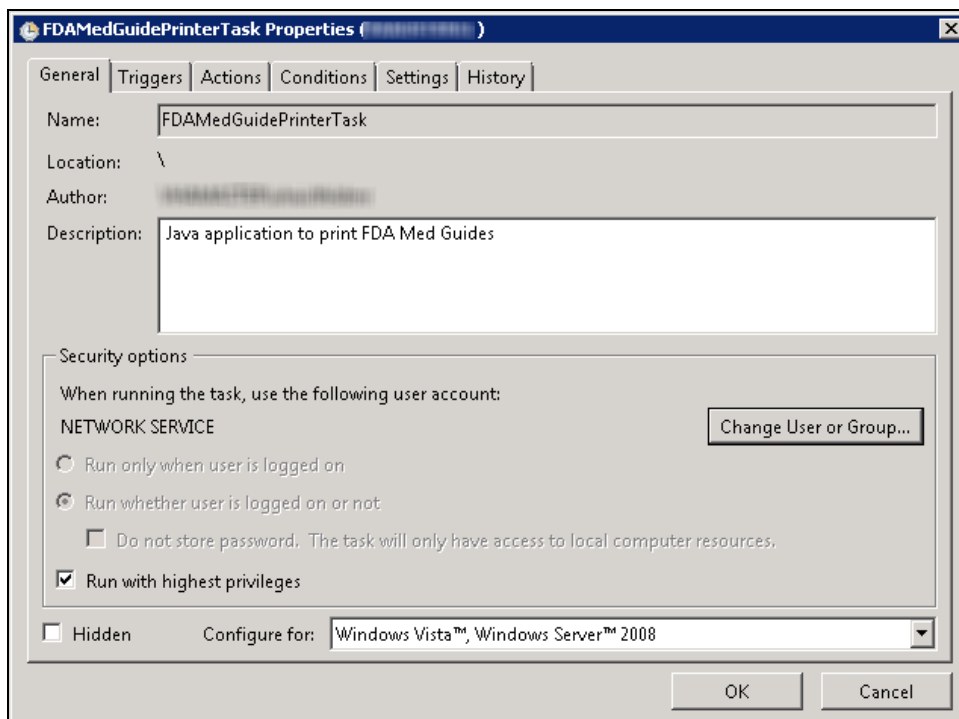 FDAMedGuidePrinterTask Properties ( )
General Triggers Actions Conditions Settings History
Name: FDAMedGuidePrinterTask
Location: \
Author:
Description: Java application to print FDA Med Guides
Security options
When running the task, use the following user account:
NETWORK SERVICE Change User or Group...
Run only when user is logged on
Run whether user is logged on or not
Do not store password. The task will only have access to local computer resources.
Run with highest privileges
Hidden Configure for: Windows Vista™, Windows Server™ 2008
OK Cancel